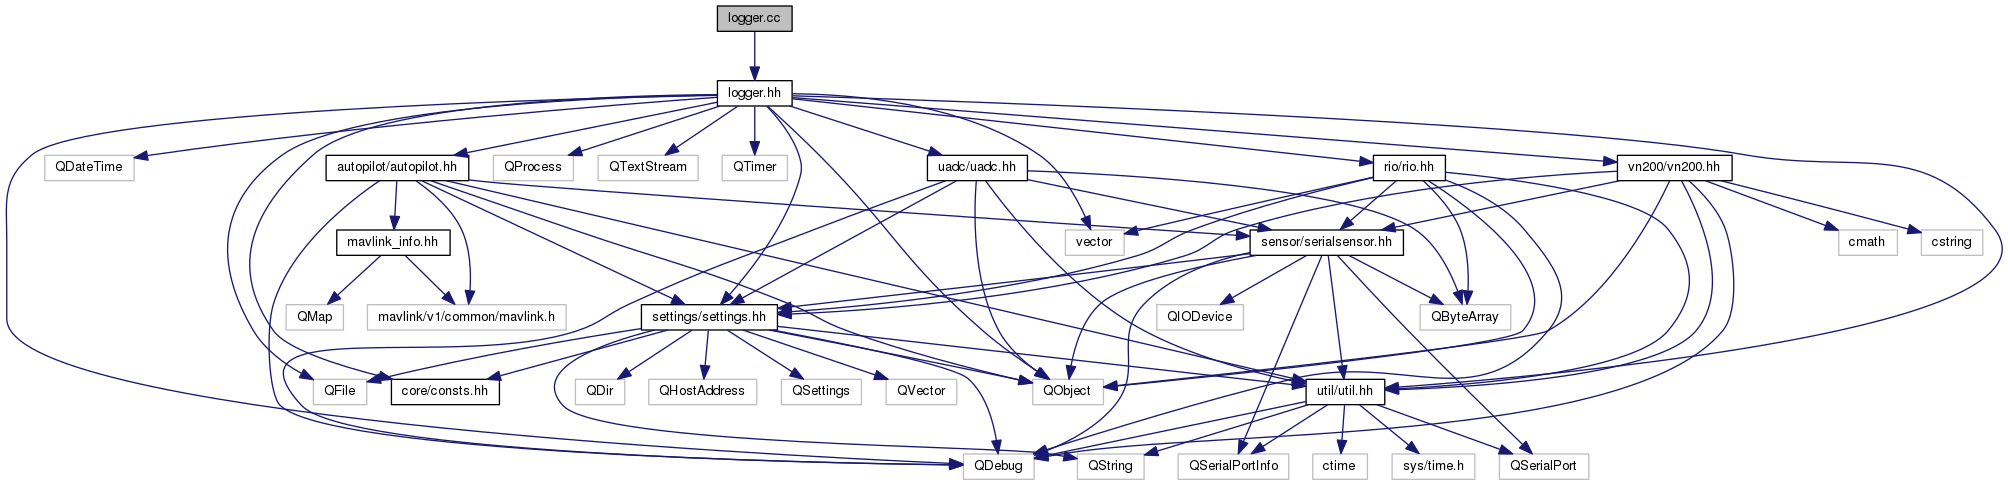 logger.cc
logger.hh
QDateTime
autopilot/autopilot.hh
QProcess
QTextStream
QTimer
uadc/uadc.hh
rio/rio.hh
vn200/vn200.hh
mavlink_info.hh
vector
sensor/serialsensor.hh
cmath
cstring
QMap
mavlink/v1/common/mavlink.h
settings/settings.hh
QIODevice
QByteArray
QFile
core/consts.hh
QDir
QHostAddress
QSettings
QVector
QObject
util/util.hh
QDebug
QString
QSerialPortInfo
ctime
sys/time.h
QSerialPort